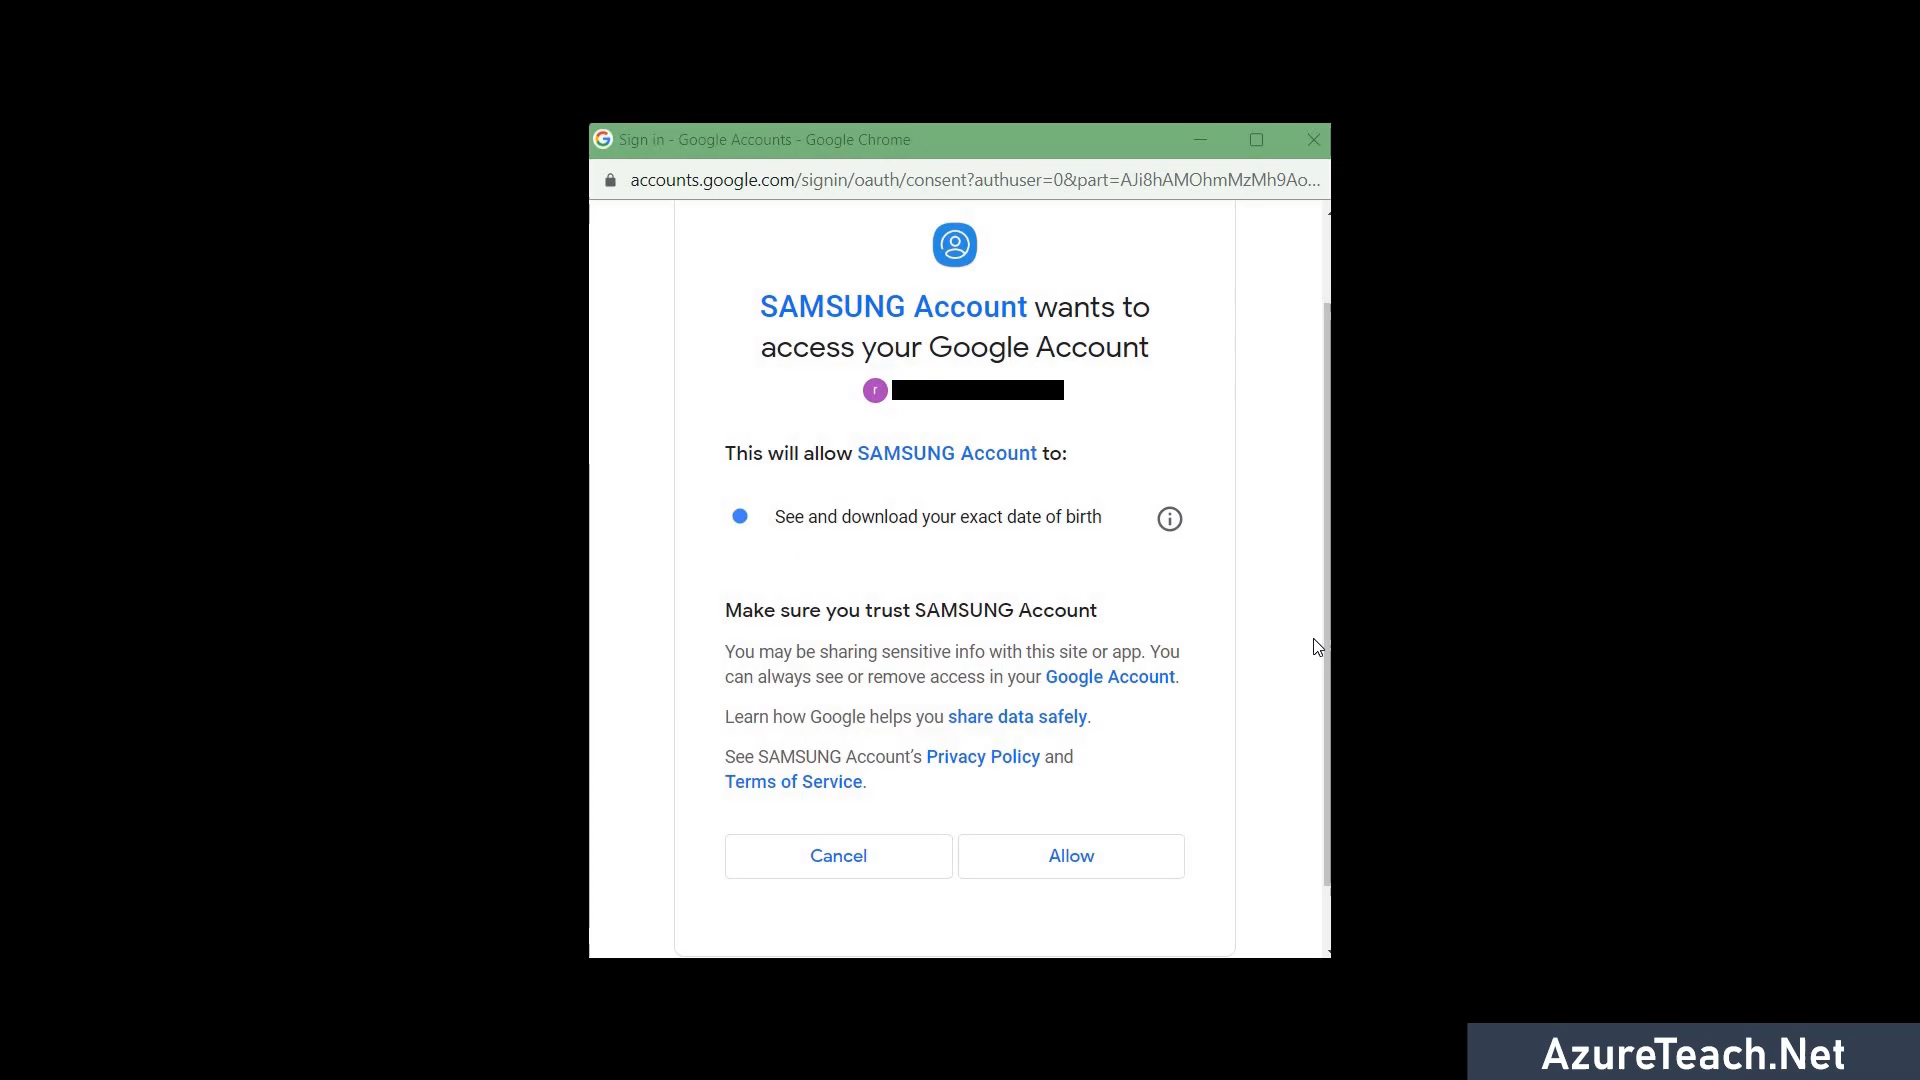 Sign in - Google Accounts - Google Chrome
accounts.google.com/signin/oauth/consent?authuser=0&part=AJi8hAMOhmMzMh9Ao...
SAMSUNG Account wants to
access your Google Account
r
This will allow SAMSUNG Account to:
See and download your exact date of birth
Make sure you trust SAMSUNG Account
You may be sharing sensitive info with this site or app. You
can always see or remove access in your Google Account.
Learn how Google helps you share data safely.
See SAMSUNG Account’s Privacy Policy and
Terms of Service.
Cancel Allow
AzureTeach.Net